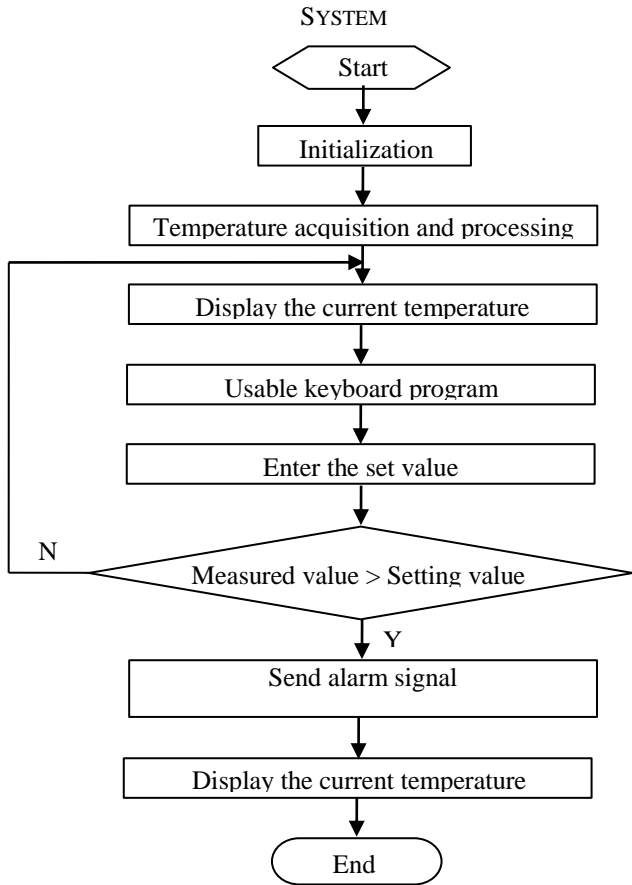 SYSTEM
Start
Initialization
Temperature acquisition and processing
Display the current temperature
Usable keyboard program
Enter the set value
N
Measured value > Setting value
Y
Send alarm signal
Display the current temperature
End